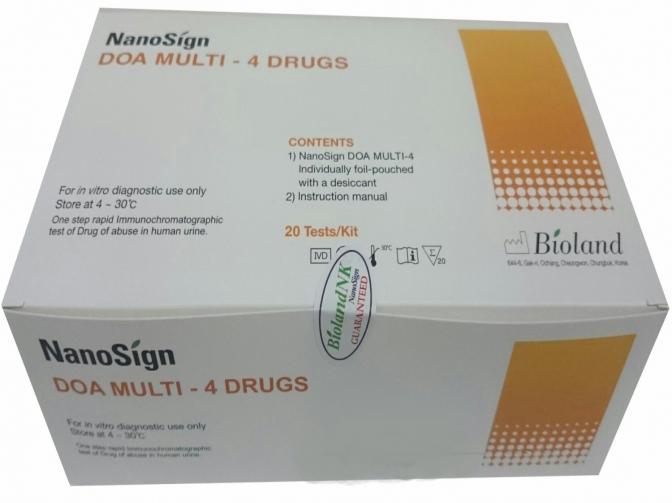 NanoSign
DOA MULTI - 4 DRUGS
CONTENTS
1) NanoSign DOA MULTI-4
Individually foil-pouched
with a desiccant
2) Instruction manual
For in vitro diagnostic use only
Store at 4 ~ 30℃
One step rapid Immunochromatographic
test of Drug of abuse in human urine.
20 Tests/Kit
IVD
30℃
i
Σ
20
Bioland
Korea
BiolandNK
NanoSign
GUARANTEED
NanoSign
DOA MULTI - 4 DRUGS
For in vitro diagnostic use only
Store at 4 ~ 30℃
One step rapid Immunochromatographic
test of Drug of abuse in human urine.